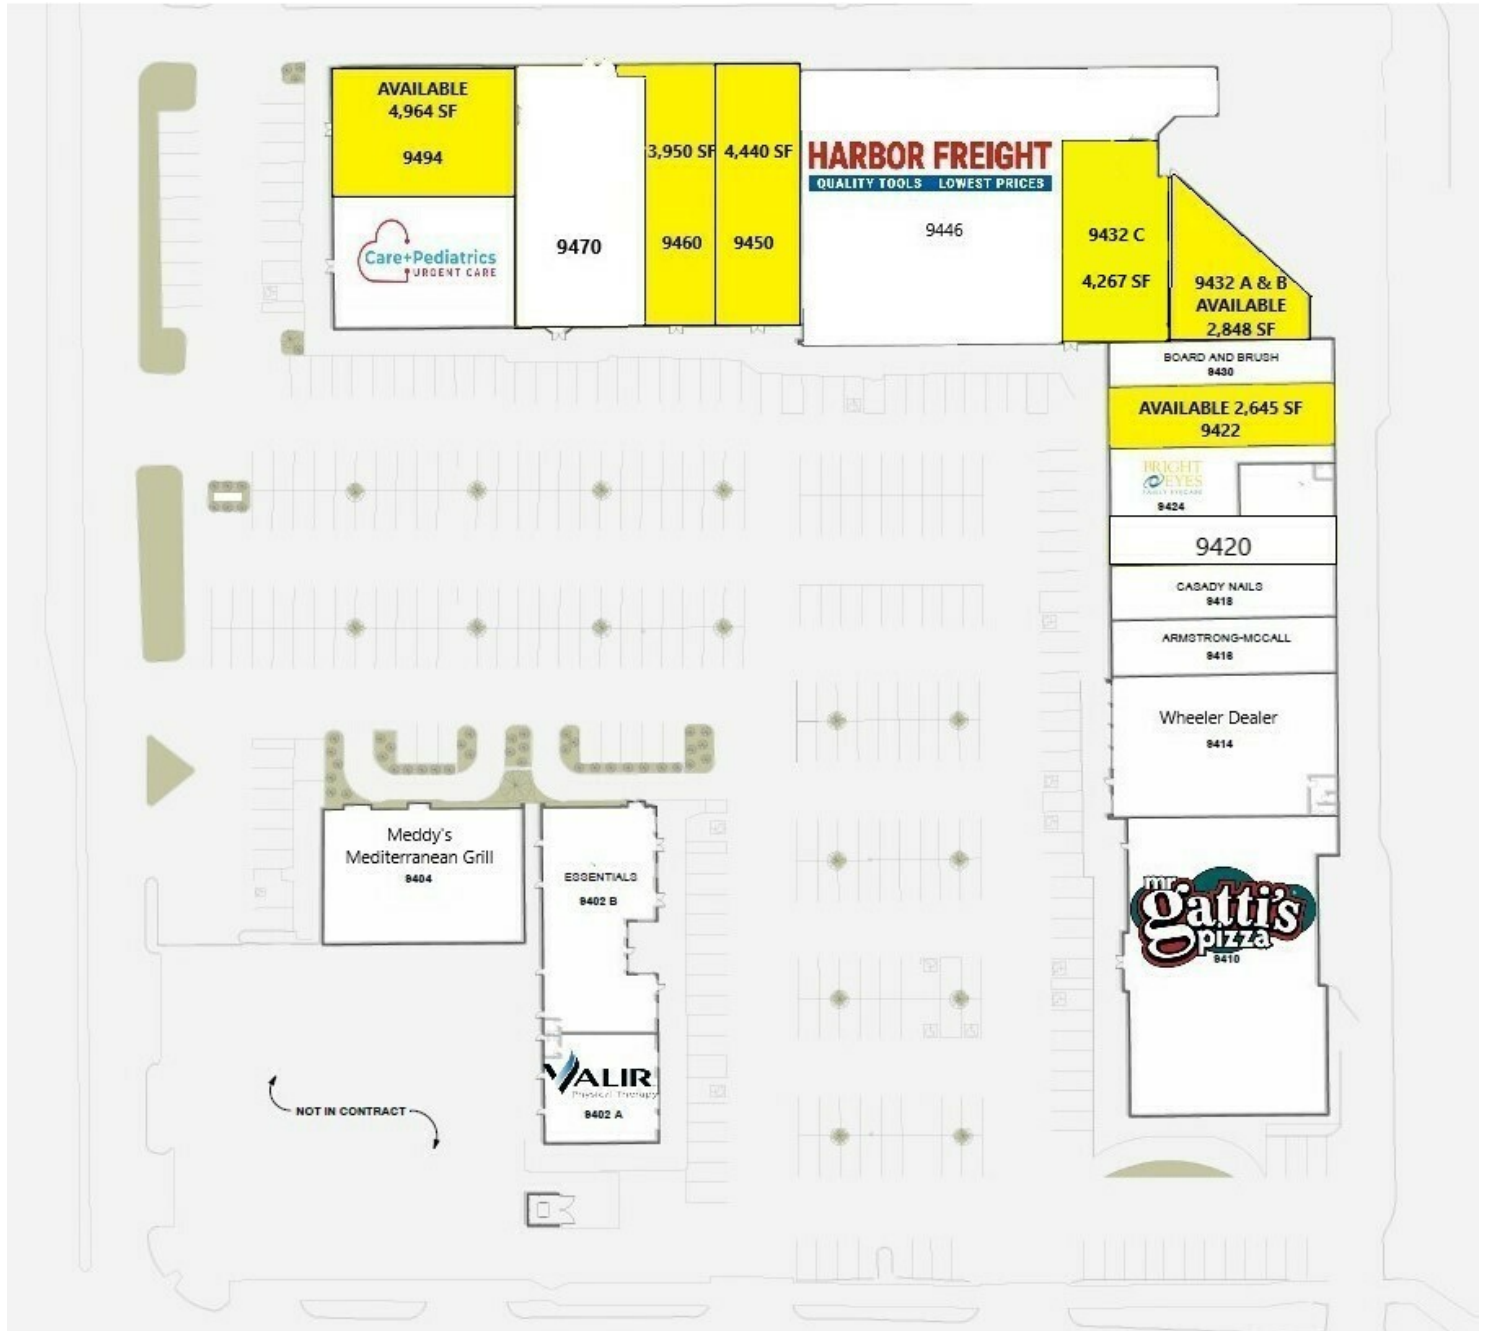 AVAILABLE
4,964 SF
9494
Care+Pediatrics
URGENT CARE
9470
3,950 SF
9460
4,440 SF
9450
HARBOR FREIGHT
QUALITY TOOLS LOWEST PRICES
9446
9432 C
4,267 SF
9432 A & B
AVAILABLE
2,848 SF
BOARD AND BRUSH
9430
AVAILABLE 2,645 SF
9422
BRIGHT
EYES
FAMILY EYECARE
9424
9420
CASADY NAILS
9418
ARMSTRONG-MCCALL
9416
Wheeler Dealer
9414
mr
gatti's
pizza
9410
Meddy's
Mediterranean Grill
9404
ESSENTIALS
9402 B
VALIR
Physical Therapy
9402 A
NOT IN CONTRACT